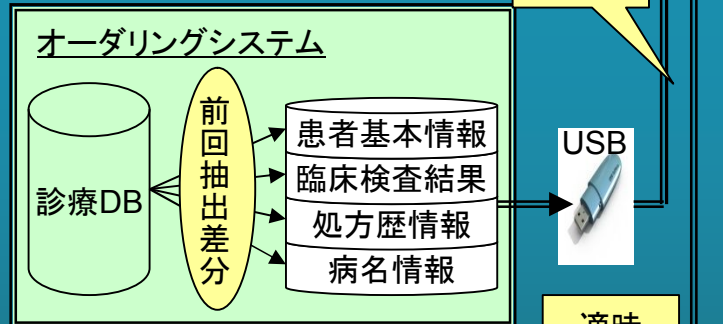 オーダリングシステム
診療DB
前回抽出差分
患者基本情報
臨床検査結果
処方歴情報
病名情報
USB
適時